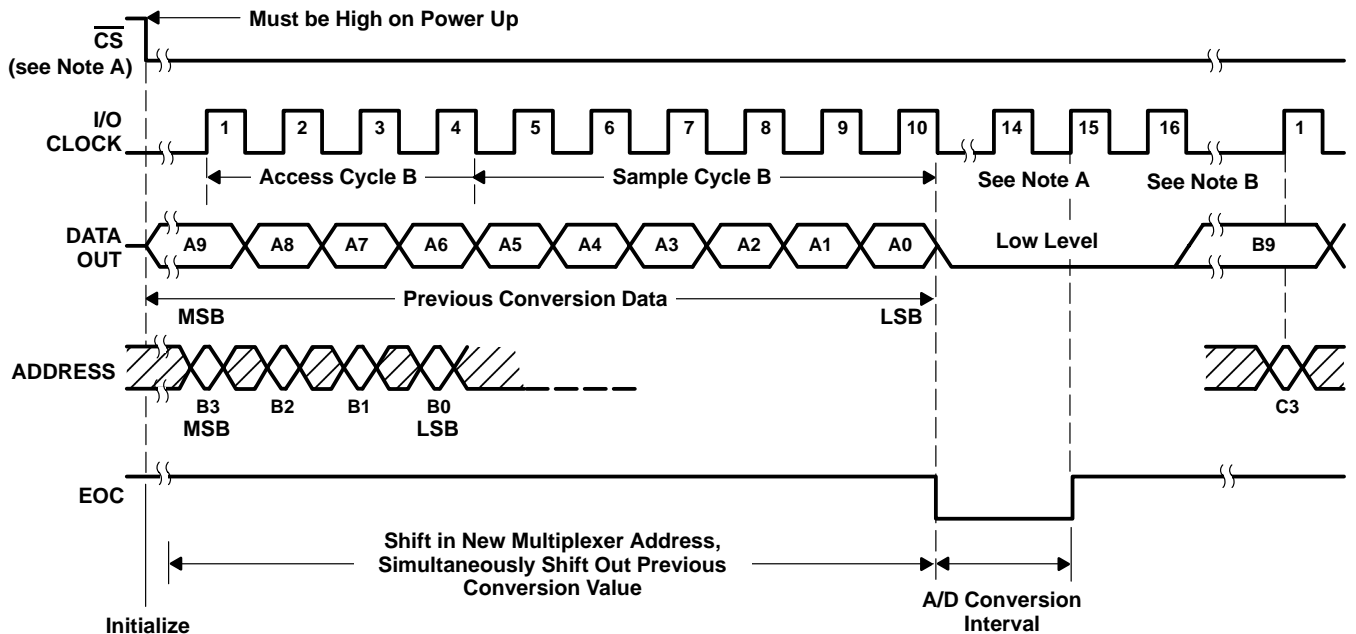 Must be High on Power Up
CS
(see Note A)
I/O
CLOCK
1 2 3 4 5 6 7 8 9 10 14 15 16 1
Access Cycle B
Sample Cycle B
See Note A
See Note B
DATA
OUT
A9 A8 A7 A6 A5 A4 A3 A2 A1 A0
Low Level
B9
Previous Conversion Data
MSB
LSB
ADDRESS
B3 B2 B1 B0
MSB
LSB
C3
EOC
Shift in New Multiplexer Address,
Simultaneously Shift Out Previous
Conversion Value
A/D Conversion
Interval
Initialize